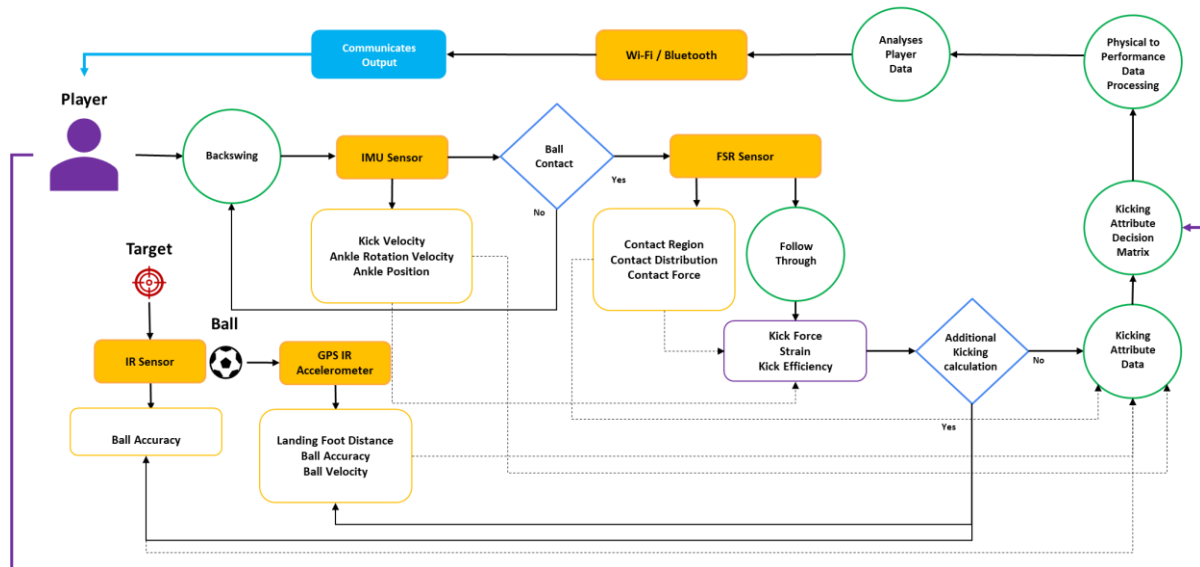 Communicates
Output
Wi-Fi / Bluetooth
Analyses
Player
Data
Physical to
Performance
Data
Processing
Player
Backswing
IMU Sensor
Ball
Contact
Yes
No
FSR Sensor
Kick Velocity
Ankle Rotation Velocity
Ankle Position
Contact Region
Contact Distribution
Contact Force
Follow
Through
Kicking
Attribute
Decision
Matrix
Target
Ball
IR Sensor
GPS IR
Accelerometer
Kick Force
Strain
Kick Efficiency
Additional
Kicking
calculation
No
Yes
Kicking
Attribute
Data
Ball Accuracy
Landing Foot Distance
Ball Accuracy
Ball Velocity